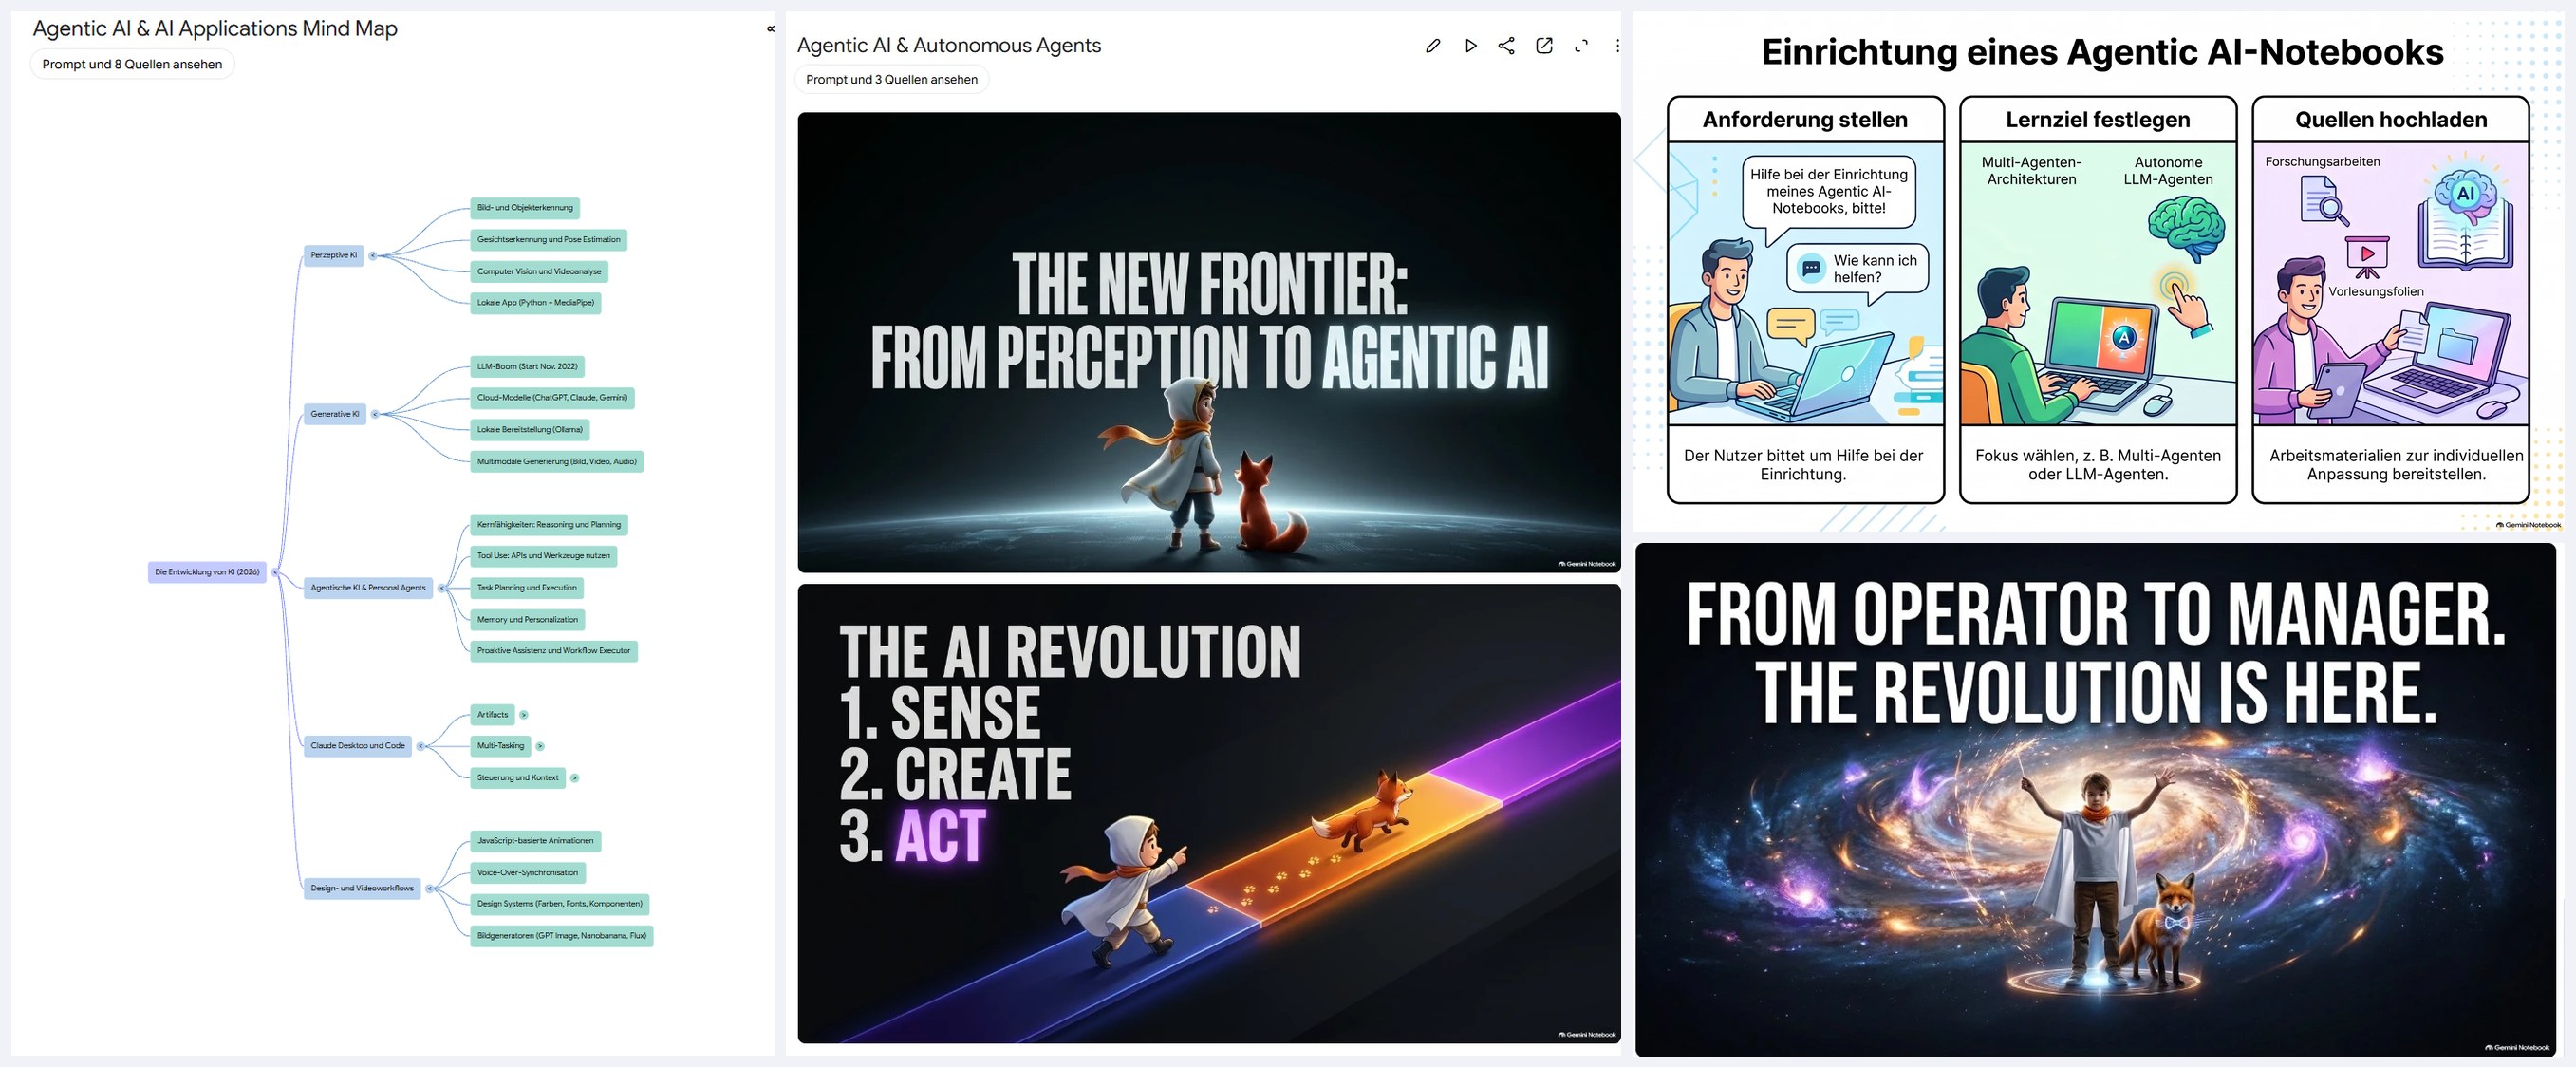 Agentic AI & AI Applications Mind Map
Prompt und 8 Quellen ansehen
Die Entwicklung von KI (2026)
Perzeptive KI
Bild- und Objekterkennung
Gesichtserkennung und Pose Estimation
Computer Vision und Videoanalyse
Lokale App (Python + MediaPipe)
Generative KI
LLM-Boom (Start Nov. 2022)
Cloud-Modelle (ChatGPT, Claude, Gemini)
Lokale Bereitstellung (Ollama)
Multimodale Generierung (Bild, Video, Audio)
Agentische KI & Personal Agents
Kernfähigkeiten: Reasoning und Planning
Tool Use: APIs und Werkzeuge nutzen
Task Planning und Execution
Memory und Personalization
Proaktive Assistenz und Workflow Executor
Claude Desktop und Code
Artifacts
Multi-Tasking
Steuerung und Kontext
Design- und Videoworkflows
JavaScript-basierte Animationen
Voice-Over-Synchronisation
Design Systems (Farben, Fonts, Komponenten)
Bildgeneratoren (GPT Image, Nanobanana, Flux)
Agentic AI & Autonomous Agents
Prompt und 3 Quellen ansehen
THE NEW FRONTIER:
FROM PERCEPTION TO AGENTIC AI
Gemini Notebook
THE AI REVOLUTION
1. SENSE
2. CREATE
3. ACT
Gemini Notebook
Einrichtung eines Agentic AI-Notebooks
Anforderung stellen
Hilfe bei der Einrichtung
meines Agentic AI-
Notebooks, bitte!
Wie kann ich
helfen?
Der Nutzer bittet um Hilfe bei der
Einrichtung.
Lernziel festlegen
Multi-Agenten-
Architekturen
Autonome
LLM-Agenten
A
Fokus wählen, z. B. Multi-Agenten
oder LLM-Agenten.
Quellen hochladen
Forschungsarbeiten
AI
Vorlesungsfolien
Arbeitsmaterialien zur individuellen
Anpassung bereitstellen.
Gemini Notebook
FROM OPERATOR TO MANAGER.
THE REVOLUTION IS HERE.
Gemini Notebook